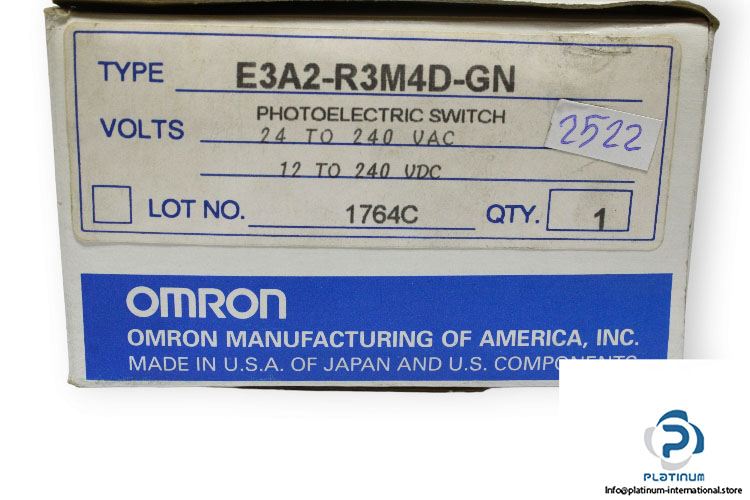 TYPE E3A2-R3M4D-GN
PHOTOELECTRIC SWITCH
VOLTS 24 TO 240 VAC
12 TO 240 VDC
2522
LOT NO. 1764C QTY. 1
OMRON
OMRON MANUFACTURING OF AMERICA, INC.
MADE IN U.S.A. OF JAPAN AND U.S. COMPONENTS
PLATINUM
Info@platinum-international.store